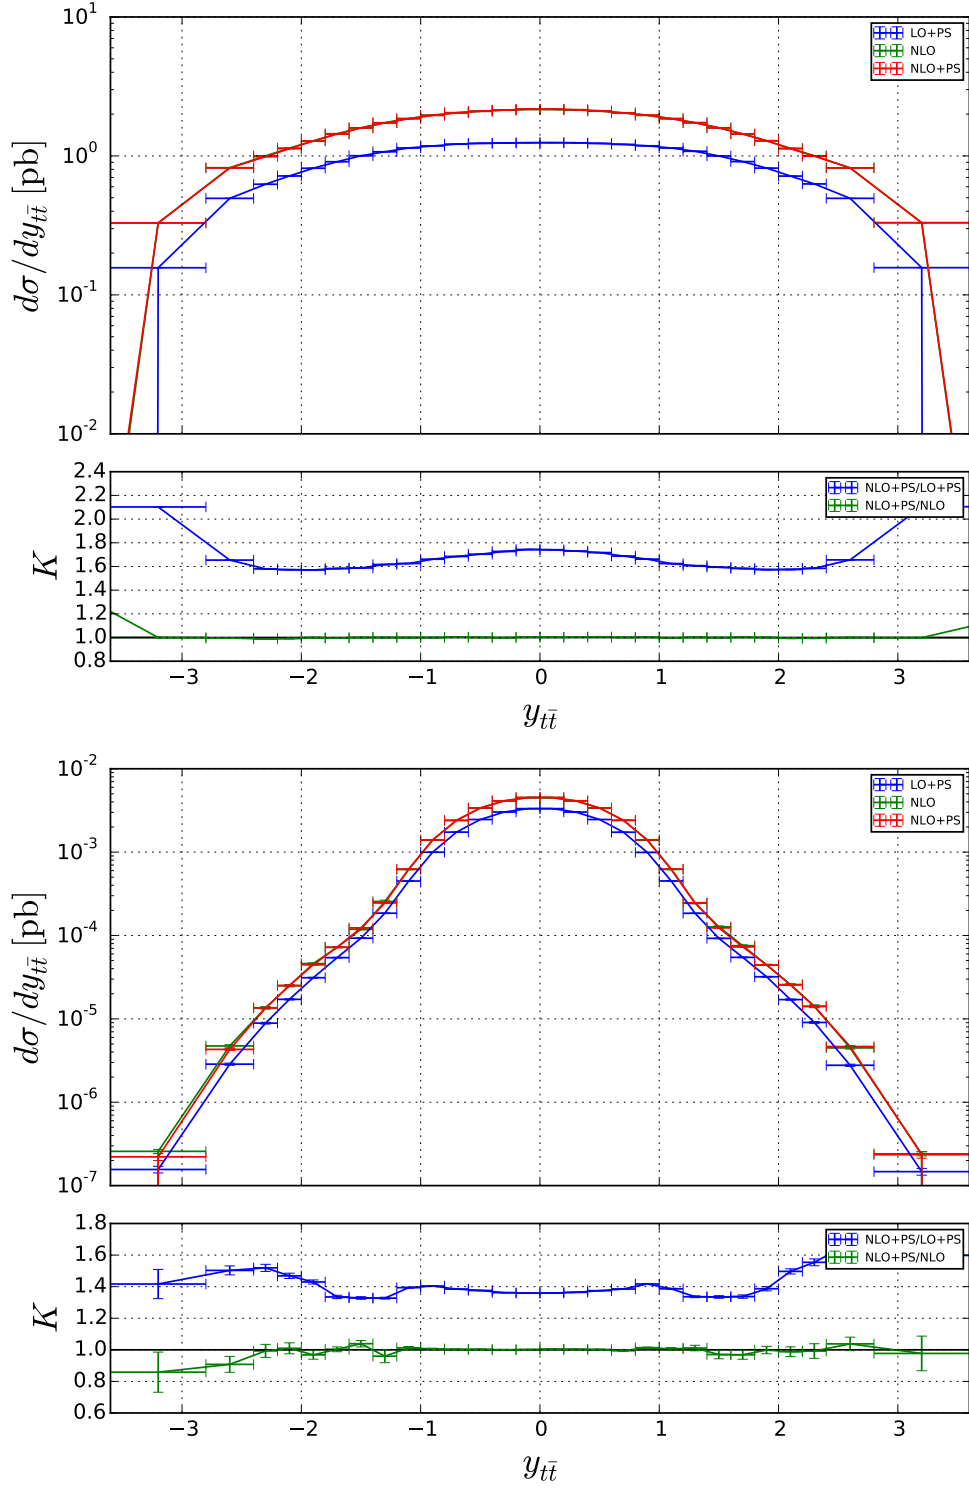 10^1
10^0
10^-1
10^-2
dσ/dy_{tt̄} [pb]
LO+PS
NLO
NLO+PS
2.4
2.2
2.0
1.8
1.6
1.4
1.2
1.0
0.8
K
NLO+PS/LO+PS
NLO+PS/NLO
−3 −2 −1 0 1 2 3
y_{tt̄}
10^-2
10^-3
10^-4
10^-5
10^-6
10^-7
dσ/dy_{tt̄} [pb]
LO+PS
NLO
NLO+PS
1.8
1.6
1.4
1.2
1.0
0.8
0.6
K
NLO+PS/LO+PS
NLO+PS/NLO
−3 −2 −1 0 1 2 3
y_{tt̄}